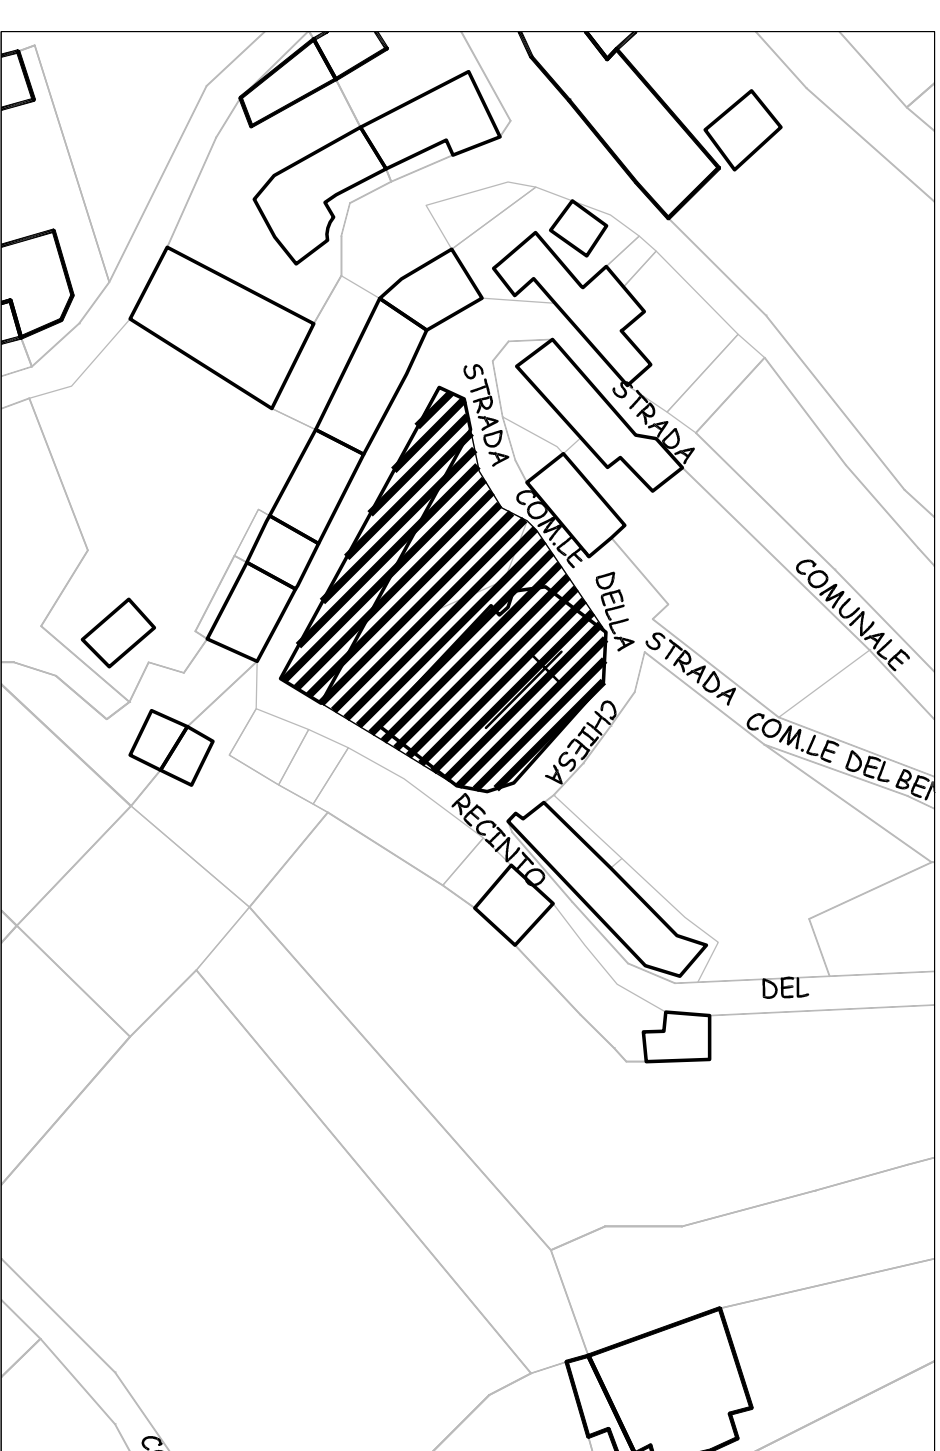 STRADA COM.LE DELLA CHIESA
STRADA COMUNALE
STRADA COM.LE DEL BEN
RECINTO
DEL